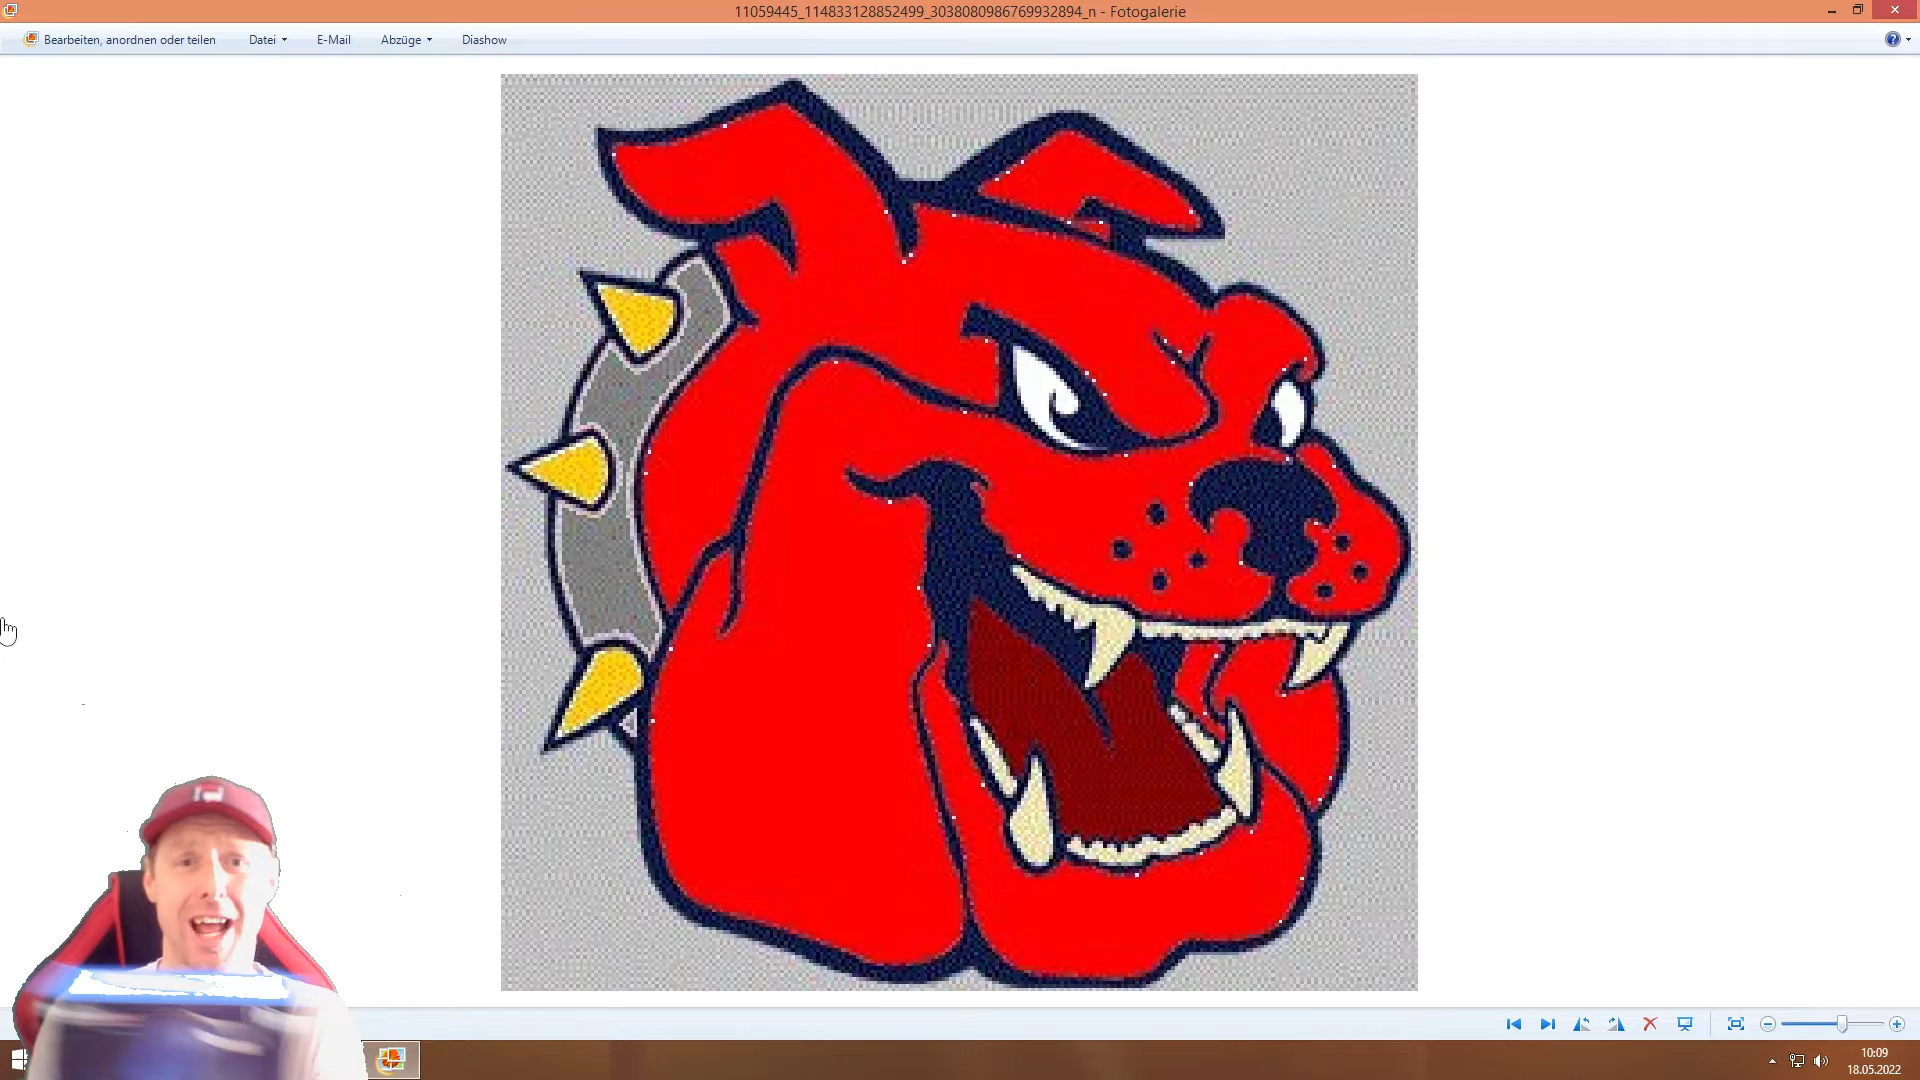 11059445_114833128852499_3038080986769932894_n - Fotogalerie
Bearbeiten, anordnen oder teilen Datei E-Mail Abzüge Diashow
10:09
18.05.2022